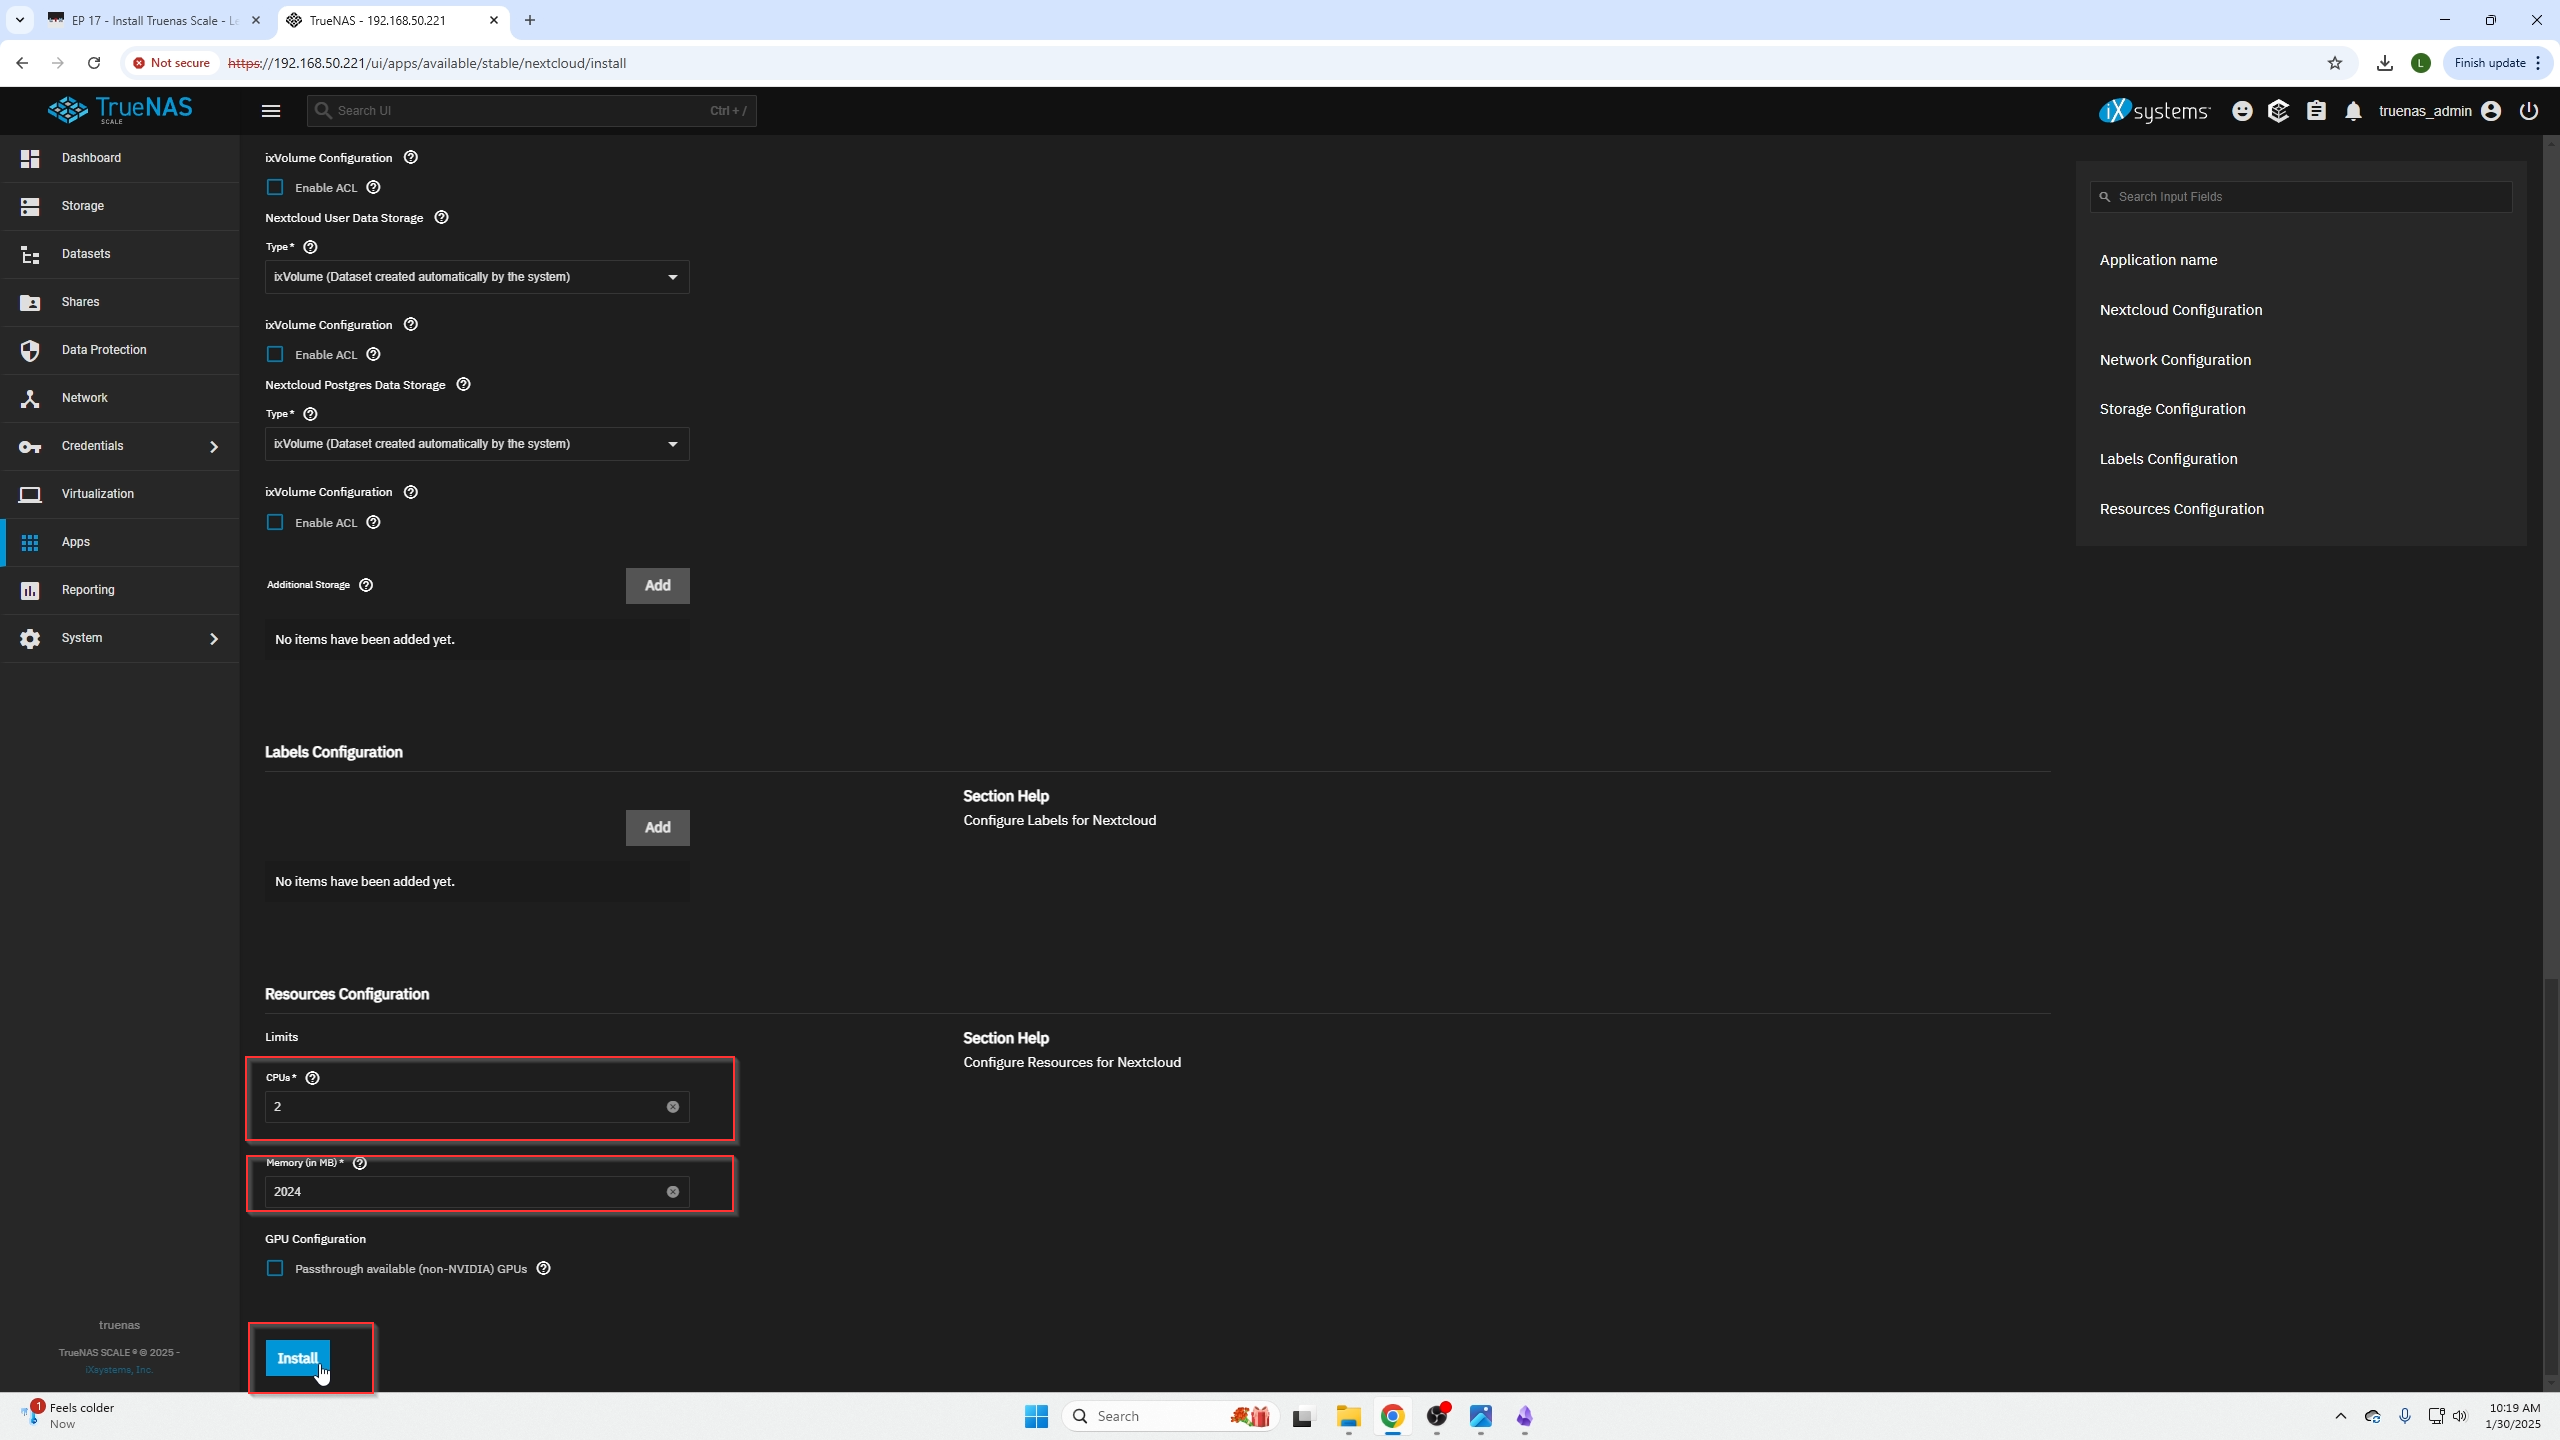 EP 17 - Install Truenas Scale - Le
TrueNAS - 192.168.50.221
Not secure
https://192.168.50.221/ui/apps/available/stable/nextcloud/install
L
Finish update
TrueNAS
SCALE
Search UI
Ctrl + /
iX systems
truenas_admin
Dashboard
Storage
Datasets
Shares
Data Protection
Network
Credentials
Virtualization
Apps
Reporting
System
truenas
TrueNAS SCALE ® © 2025 -
iXsystems, Inc.
ixVolume Configuration
Enable ACL
Nextcloud User Data Storage
Type *
ixVolume (Dataset created automatically by the system)
ixVolume Configuration
Enable ACL
Nextcloud Postgres Data Storage
Type *
ixVolume (Dataset created automatically by the system)
ixVolume Configuration
Enable ACL
Additional Storage
Add
No items have been added yet.
Labels Configuration
Add
No items have been added yet.
Section Help
Configure Labels for Nextcloud
Resources Configuration
Limits
CPUs *
2
Memory (in MB) *
2024
GPU Configuration
Passthrough available (non-NVIDIA) GPUs
Install
Section Help
Configure Resources for Nextcloud
Search Input Fields
Application name
Nextcloud Configuration
Network Configuration
Storage Configuration
Labels Configuration
Resources Configuration
1
Feels colder
Now
Search
10:19 AM
1/30/2025